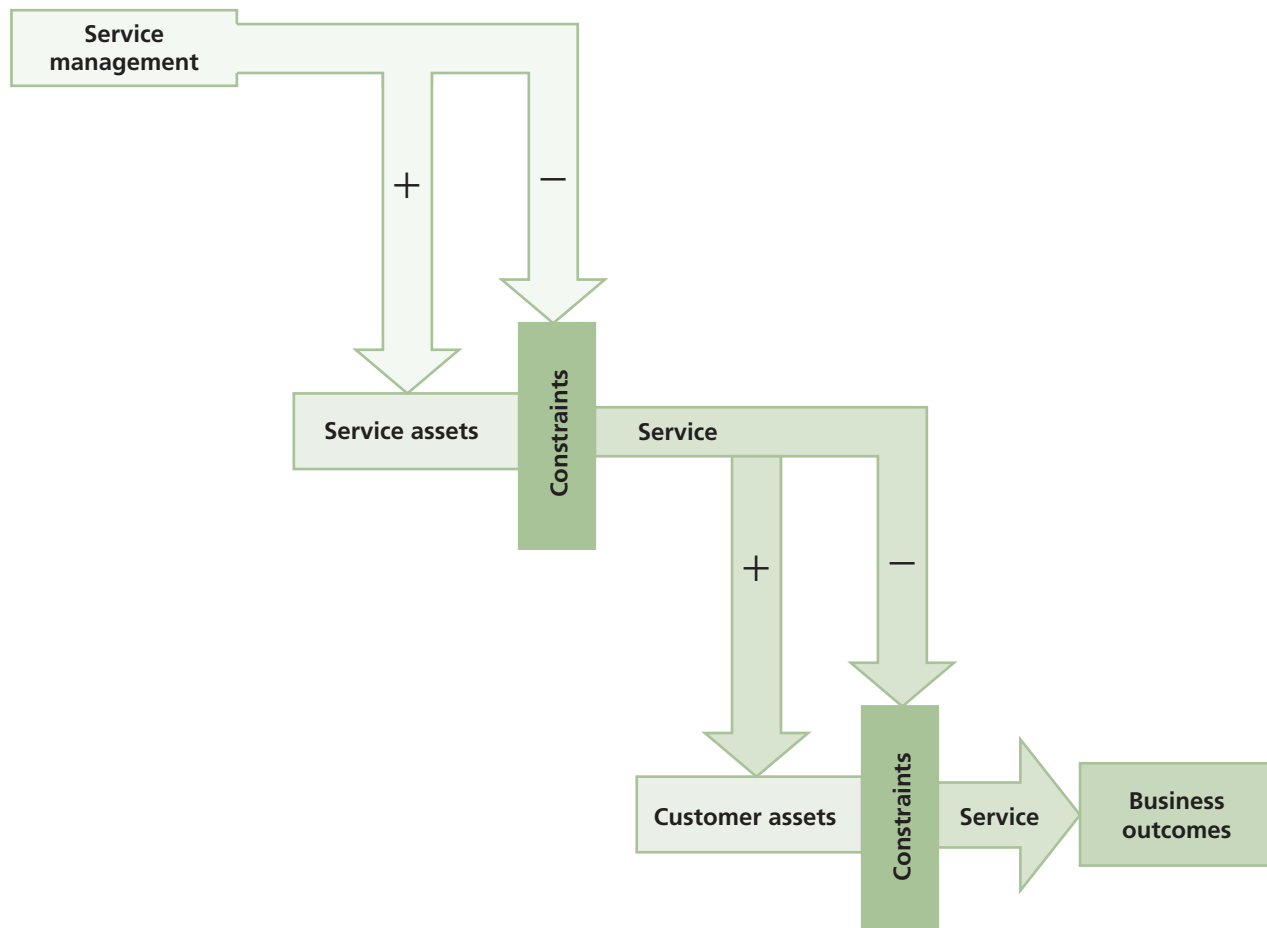 Service
management
+
−
Service assets
Constraints
Service
+
−
Customer assets
Constraints
Service
Business
outcomes